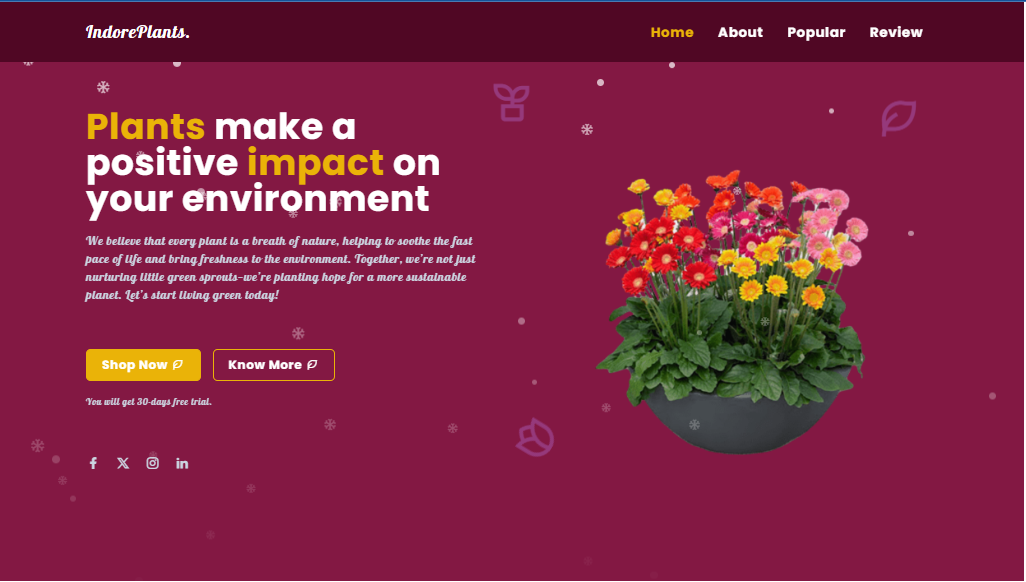 IndorePlants.
Home About Popular Review
Plants make a
positive impact on
your environment
We believe that every plant is a breath of nature, helping to soothe the fast
pace of life and bring freshness to the environment. Together, we're not just
nurturing little green sprouts—we're planting hope for a more sustainable
planet. Let's start living green today!
Shop Now Know More
You will get 30-days free trial.